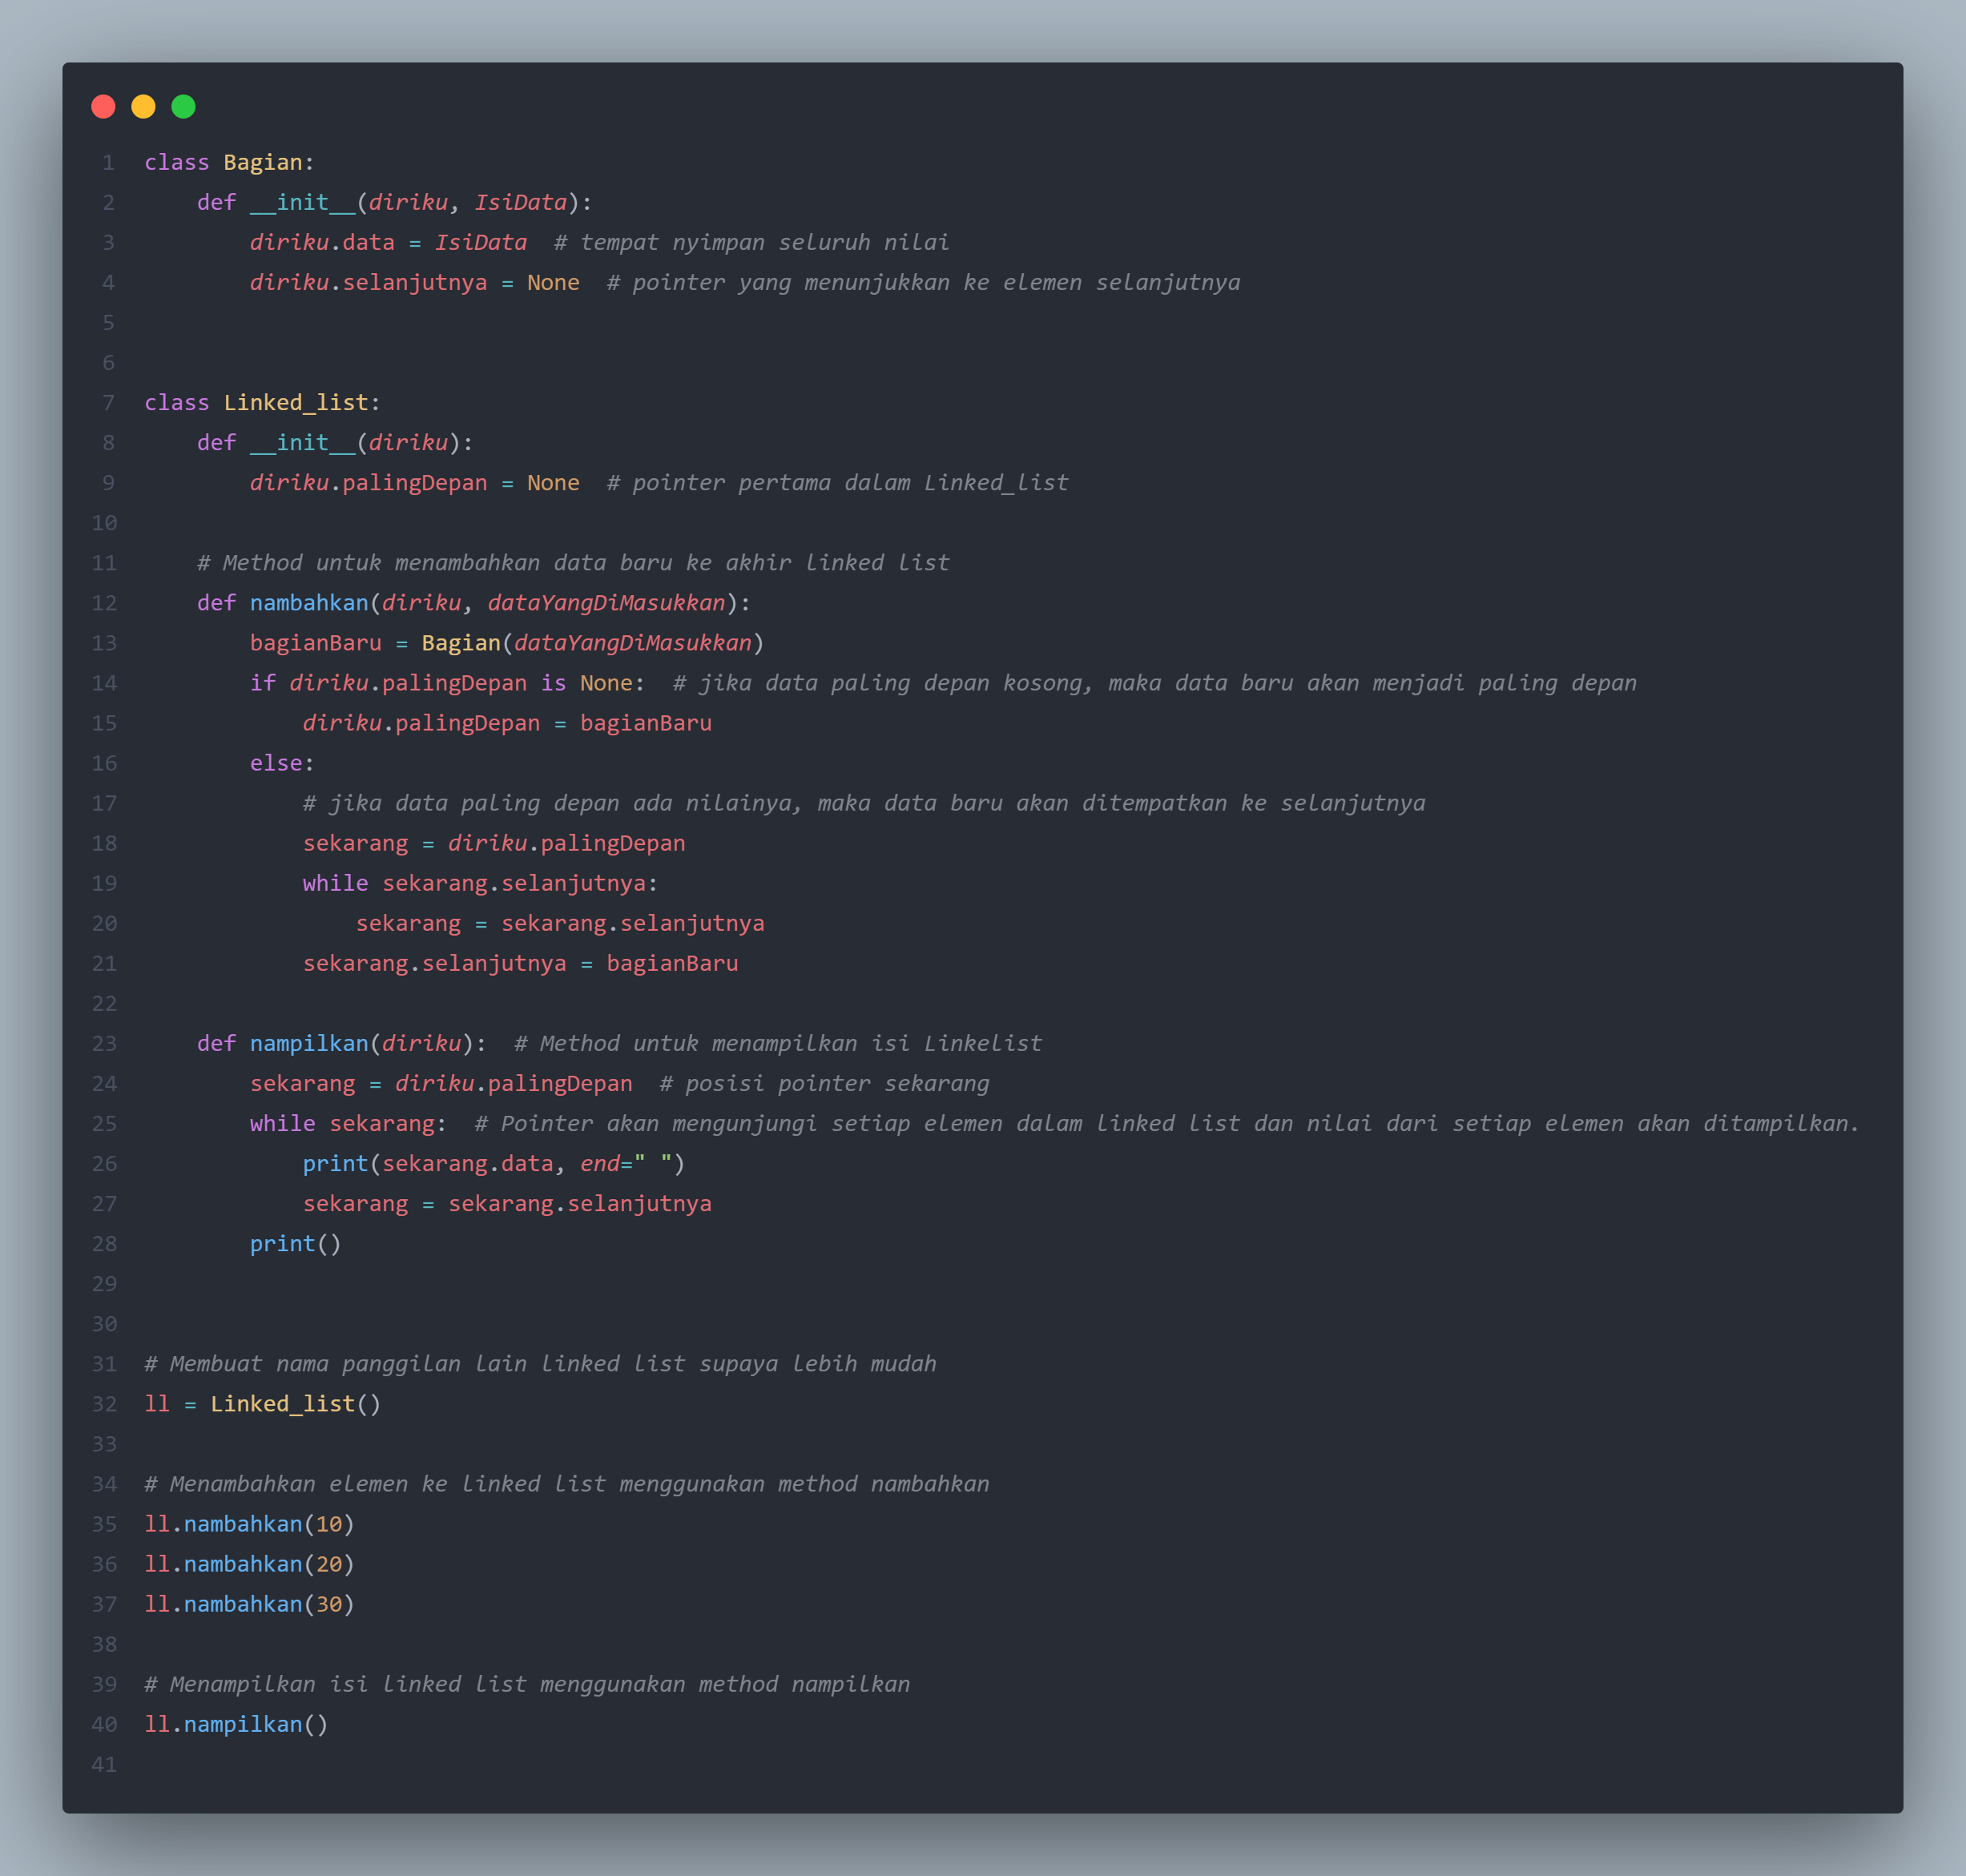 1 class Bagian:
2     def __init__(diriku, IsiData):
3         diriku.data = IsiData  # tempat nyimpan seluruh nilai
4         diriku.selanjutnya = None  # pointer yang menunjukkan ke elemen selanjutnya
5
6
7 class Linked_list:
8     def __init__(diriku):
9         diriku.palingDepan = None  # pointer pertama dalam Linked_list
10
11     # Method untuk menambahkan data baru ke akhir linked list
12     def nambahkan(diriku, dataYangDiMasukkan):
13         bagianBaru = Bagian(dataYangDiMasukkan)
14         if diriku.palingDepan is None:  # jika data paling depan kosong, maka data baru akan menjadi paling depan
15             diriku.palingDepan = bagianBaru
16         else:
17             # jika data paling depan ada nilainya, maka data baru akan ditempatkan ke selanjutnya
18             sekarang = diriku.palingDepan
19             while sekarang.selanjutnya:
20                 sekarang = sekarang.selanjutnya
21             sekarang.selanjutnya = bagianBaru
22
23     def nampilkan(diriku):  # Method untuk menampilkan isi Linkelist
24         sekarang = diriku.palingDepan  # posisi pointer sekarang
25         while sekarang:  # Pointer akan mengunjungi setiap elemen dalam linked list dan nilai dari setiap elemen akan ditampilkan.
26             print(sekarang.data, end=" ")
27             sekarang = sekarang.selanjutnya
28         print()
29
30
31 # Membuat nama panggilan lain linked list supaya lebih mudah
32 ll = Linked_list()
33
34 # Menambahkan elemen ke linked list menggunakan method nambahkan
35 ll.nambahkan(10)
36 ll.nambahkan(20)
37 ll.nambahkan(30)
38
39 # Menampilkan isi linked list menggunakan method nampilkan
40 ll.nampilkan()
41